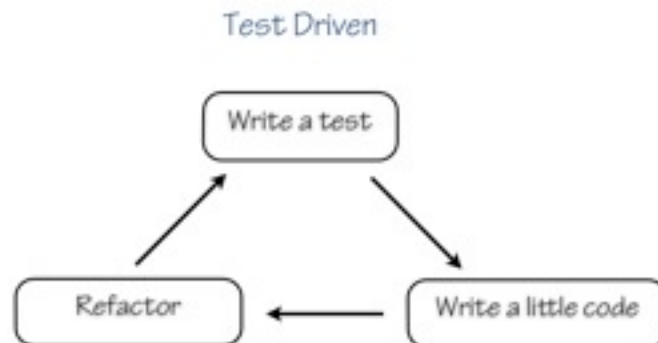 Test Driven
Write a test
Refactor
Write a little code